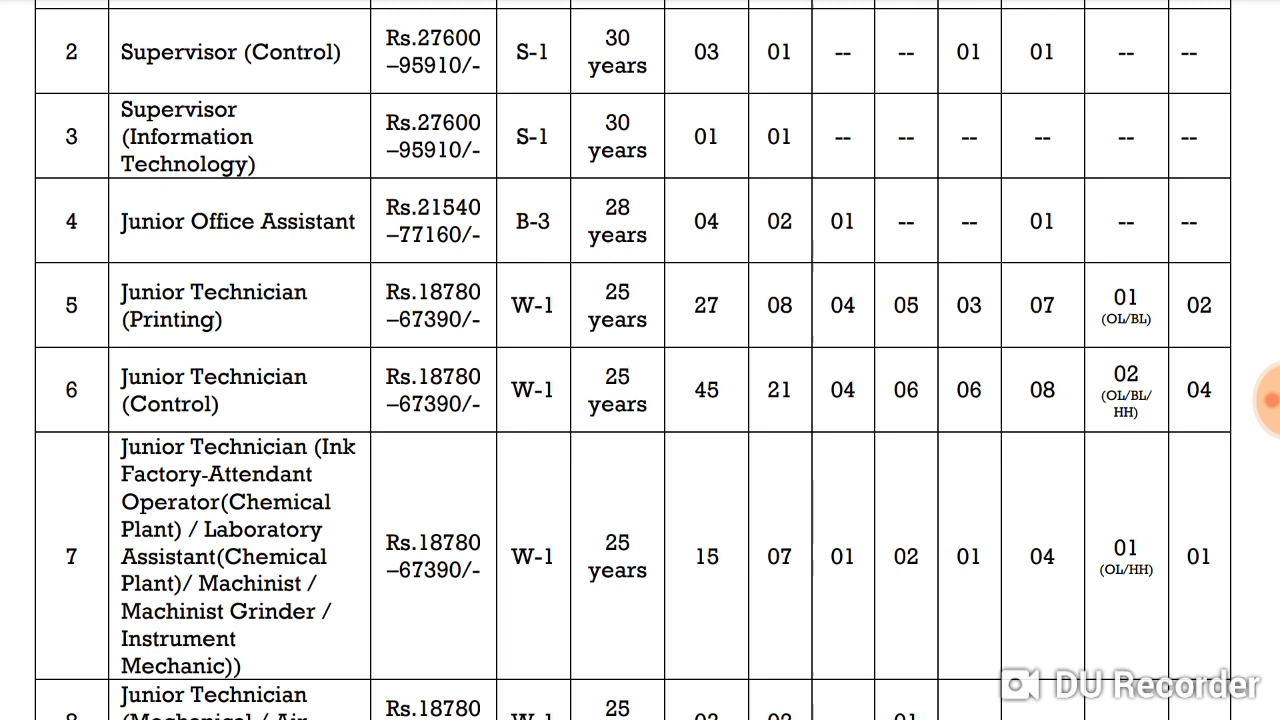 2 Supervisor (Control) Rs.27600 –95910/- S-1 30 years 03 01 -- -- 01 01 -- --
3 Supervisor (Information Technology) Rs.27600 –95910/- S-1 30 years 01 01 -- -- -- -- -- --
4 Junior Office Assistant Rs.21540 –77160/- B-3 28 years 04 02 01 -- -- 01 -- --
5 Junior Technician (Printing) Rs.18780 –67390/- W-1 25 years 27 08 04 05 03 07 01 (OL/BL) 02
6 Junior Technician (Control) Rs.18780 –67390/- W-1 25 years 45 21 04 06 06 08 02 (OL/BL/ HH) 04
7 Junior Technician (Ink Factory-Attendant Operator(Chemical Plant) / Laboratory Assistant(Chemical Plant)/ Machinist / Machinist Grinder / Instrument Mechanic)) Rs.18780 –67390/- W-1 25 years 15 07 01 02 01 04 01 (OL/HH) 01
Junior Technician Rs.18780 25
DU Recorder